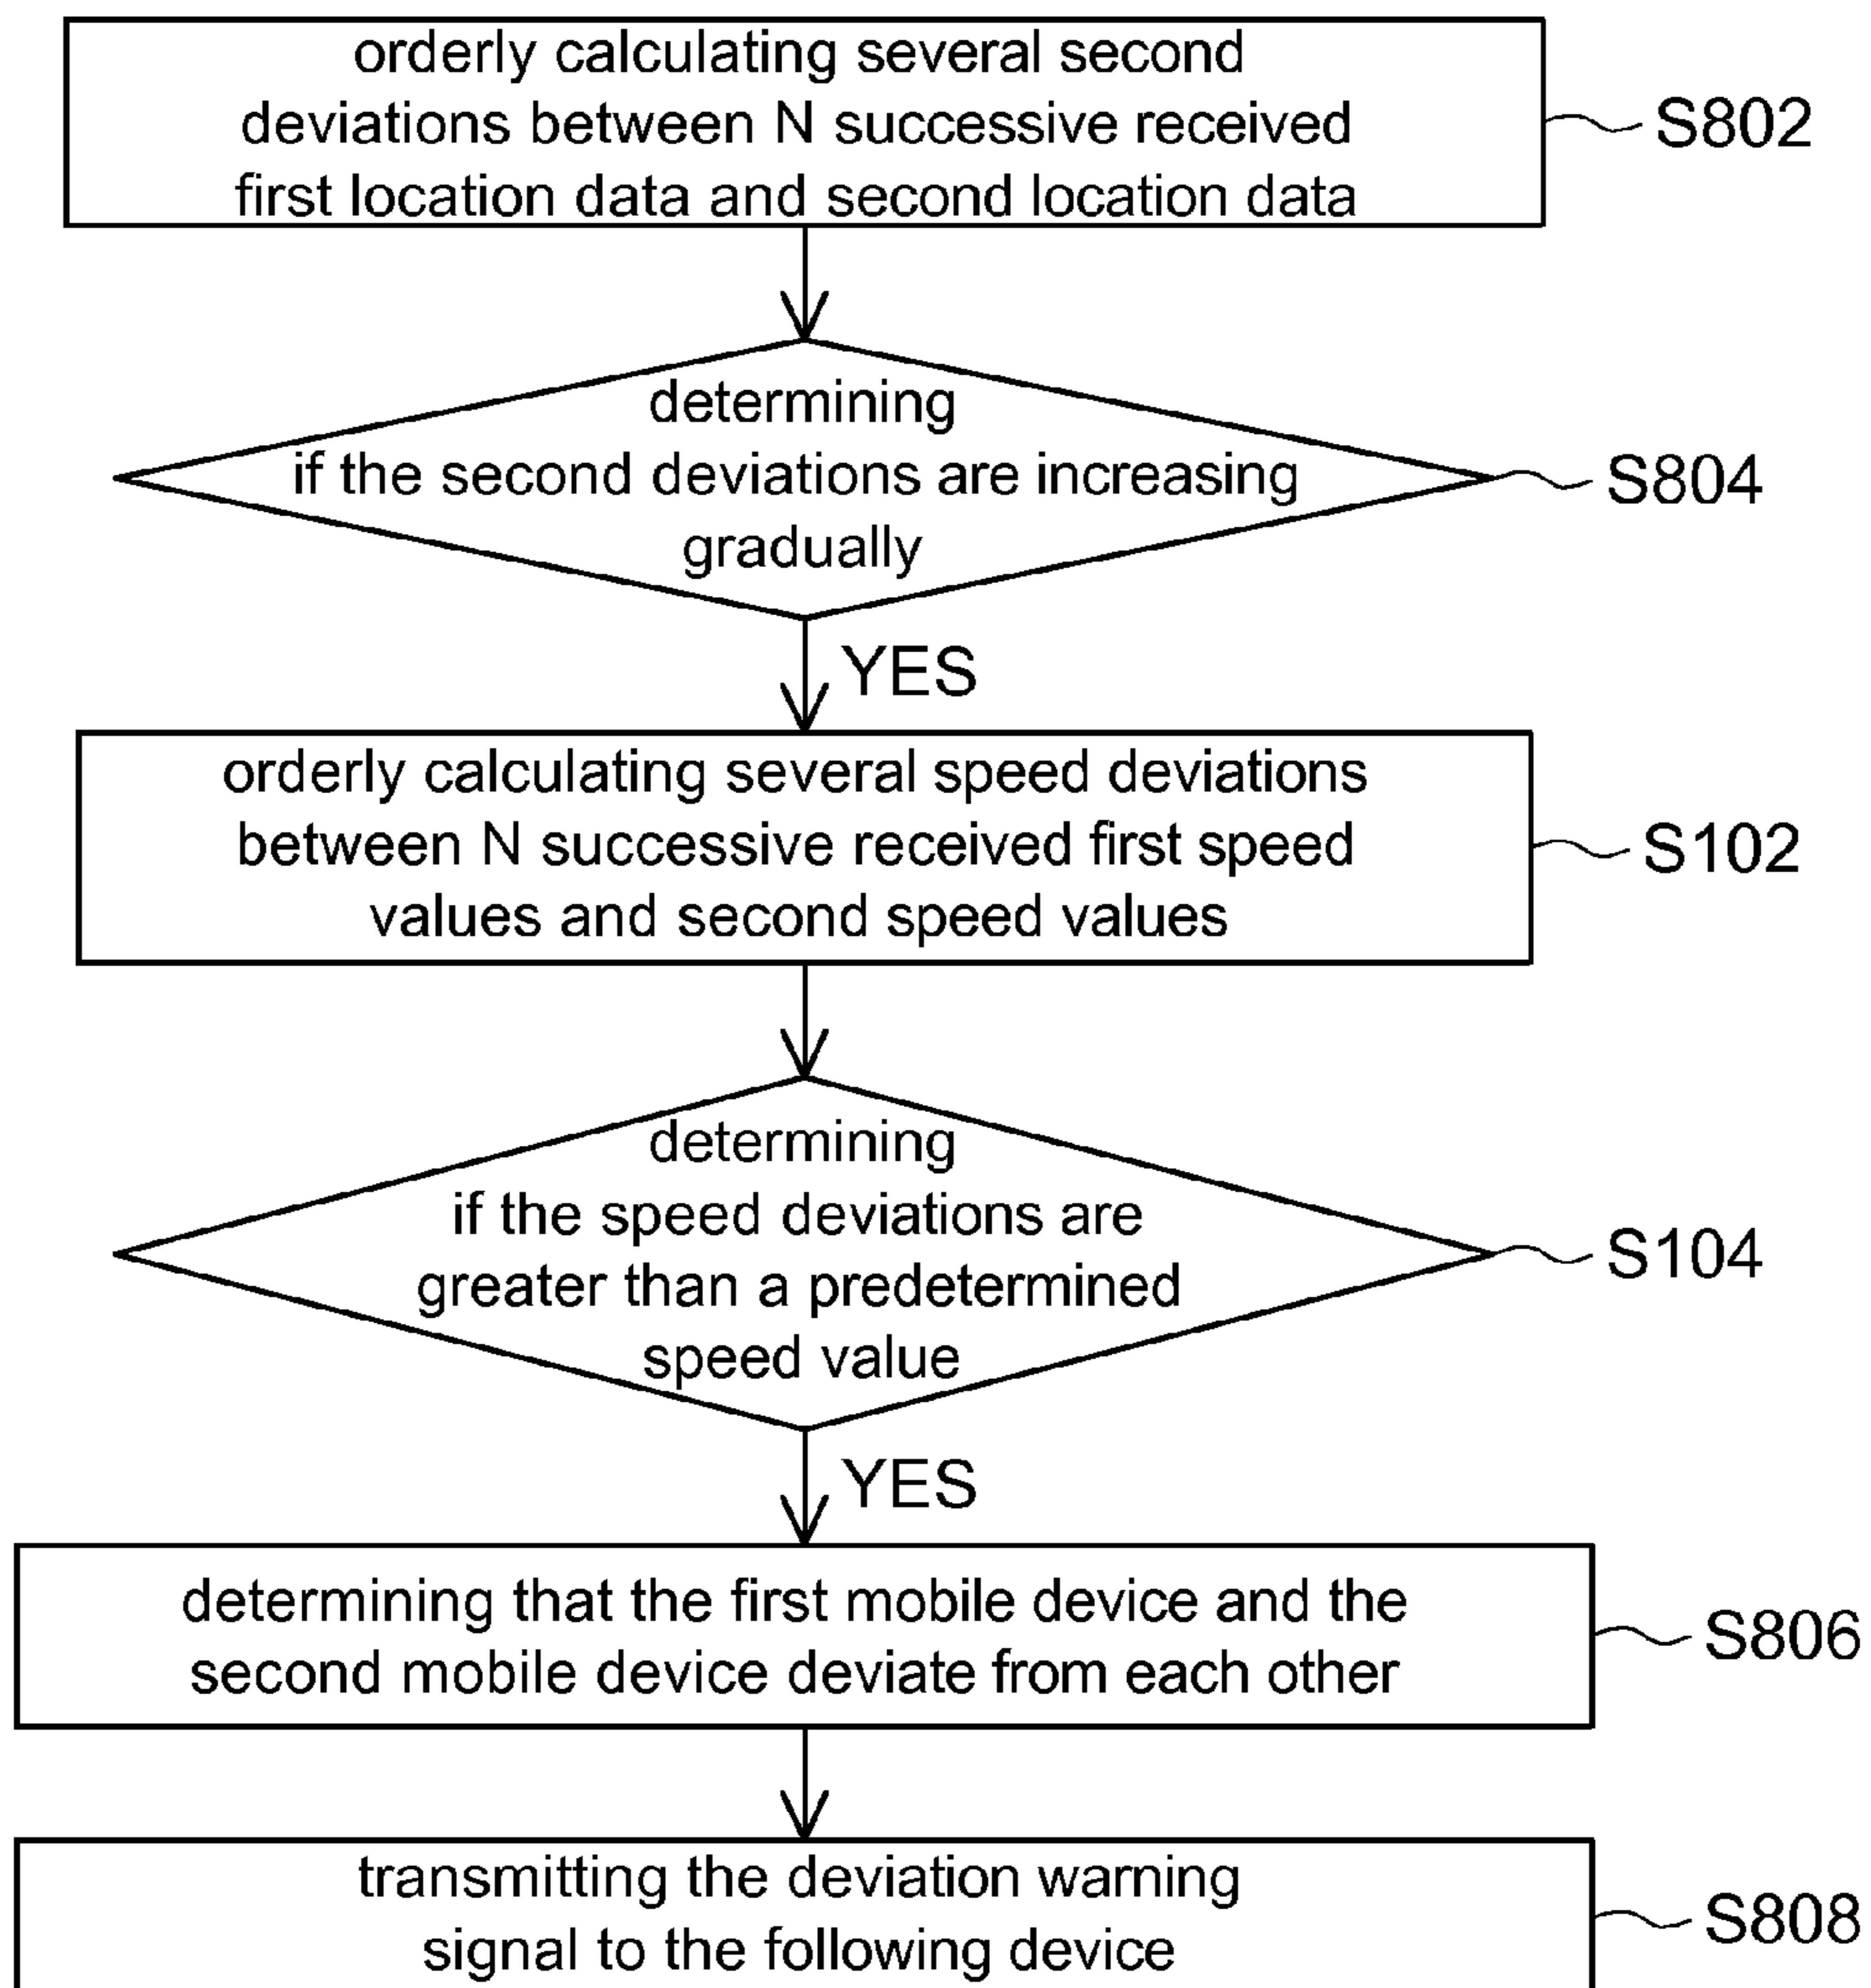 orderly calculating several second
deviations between N successive received
first location data and second location data
S802
determining
if the second deviations are increasing
gradually
S804
YES
orderly calculating several speed deviations
between N successive received first speed
values and second speed values
S102
determining
if the speed deviations are
greater than a predetermined
speed value
S104
YES
determining that the first mobile device and the
second mobile device deviate from each other
S806
transmitting the deviation warning
signal to the following device
S808